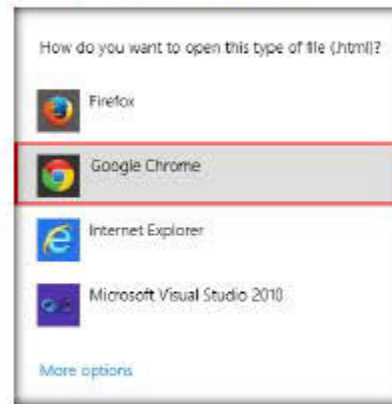 How do you want to open this type of file (.html)?
Firefox
Google Chrome
Internet Explorer
Microsoft Visual Studio 2010
More options